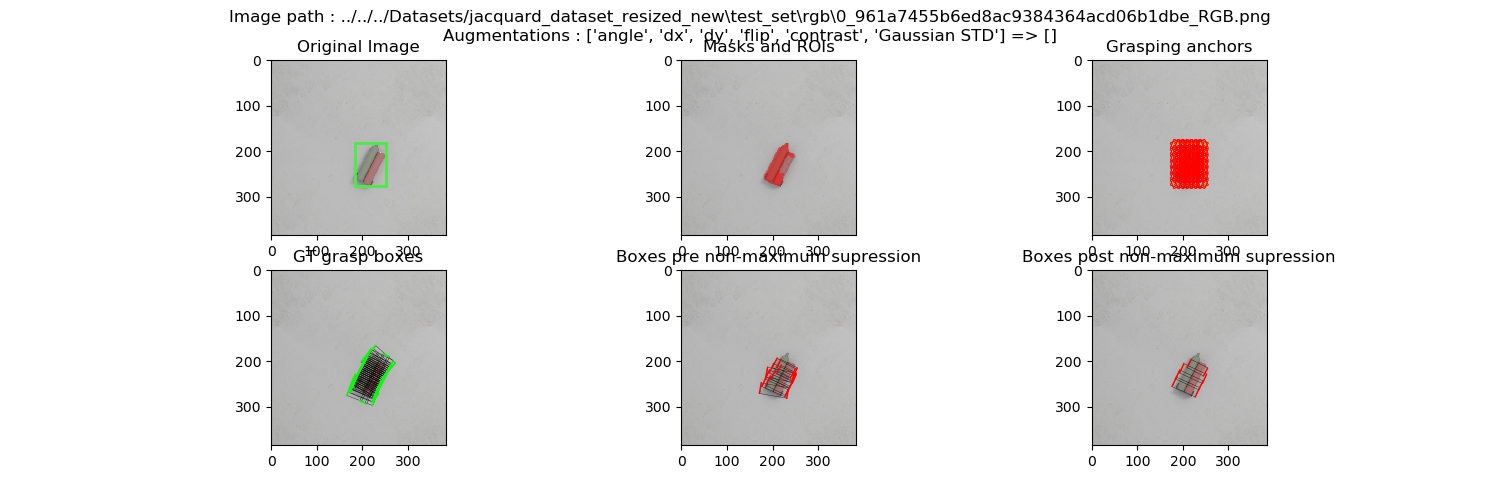 Image path : ../../../Datasets/jacquard_dataset_resized_new\test_set\rgb\0_961a7455b6ed8ac9384364acd06b1dbe_RGB.png
Augmentations : ['angle', 'dx', 'dy', 'flip', 'contrast', 'Gaussian STD'] => []
Original Image
Masks and ROIs
Grasping anchors
0
100
200
300
0 100 200 300
0
100
200
300
0 100 200 300
0
100
200
300
0 100 200 300
GT grasp boxes
Boxes pre non-maximum supression
Boxes post non-maximum supression
0
100
200
300
0 100 200 300
0
100
200
300
0 100 200 300
0
100
200
300
0 100 200 300